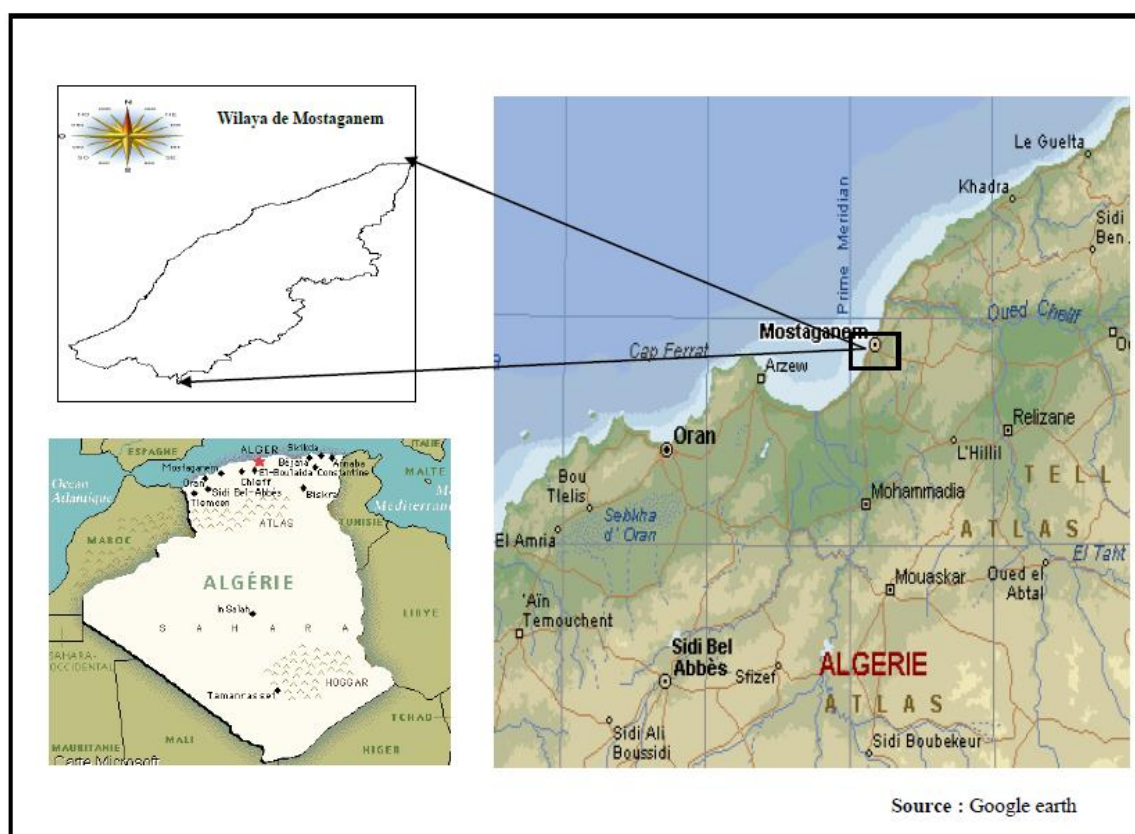 N
Wilaya de Mostaganem
Le Guelta
Khadra
Sidi
Ben .
Prime Meridian
Oued Cheliff
Mostaganem
Cap Ferrat
Arzew
Oran
Relizane
L'Hillil
Bou
Tlelis
Mohammadia
TELL
Sebkha
d'Oran
ATLAS
El Amria
El Taht
Oued el
Abtal
Mouaskar
'Aïn
Temouchent
Sidi Bel
Abbès
Sfizef
ALGERIE
ATLAS
Sidi Ali
Boussidi
Sidi Boubekeur
ESPAGNE
ALGER
Skikda
ITALIE
Mostaganem
Bejaia
Annaba
Oran
El-Boulaida
Constantine
MALTE
Ocean
Atlantique
Chleff
Sidi Bel-Abbès
Tlemcen
Biskra
Mediterran
ATLAS
TUNISIE
MAROC
ALGÉRIE
In Salah
LIBYE
SAHARA
SAHARA-
OCCIDENTAL
HOGGAR
Tamanrasset
TCHAD
MALI
MAURITANIE
NIGER
Carte Microsoft
Source : Google earth